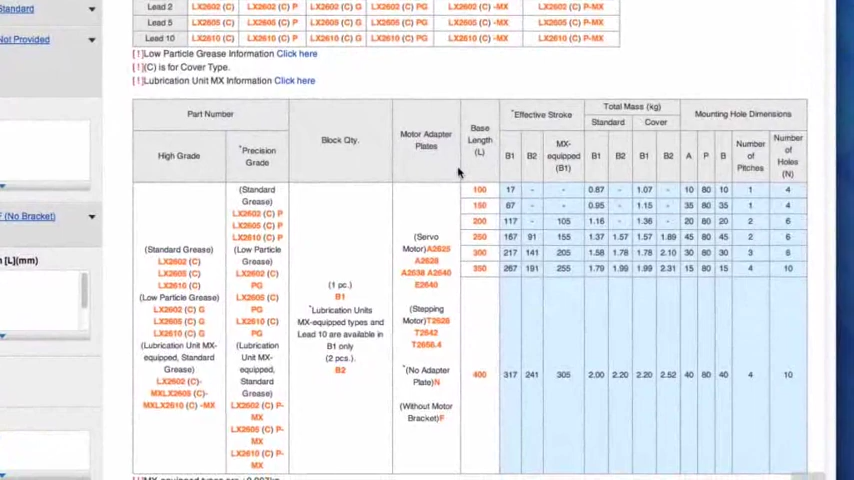 Standard
Not Provided
F (No Bracket)
n [L](mm)
Lead 2 LX2602 (C) LX2602 (C) P LX2602 (C) G LX2602 (C) PG LX2602 (C) -MX LX2602 (C) P-MX
Lead 5 LX2605 (C) LX2605 (C) P LX2605 (C) G LX2605 (C) PG LX2605 (C) -MX LX2605 (C) P-MX
Lead 10 LX2610 (C) LX2610 (C) P LX2610 (C) G LX2610 (C) PG LX2610 (C) -MX LX2610 (C) P-MX
[ ! ]Low Particle Grease Information Click here
[ ! ](C) is for Cover Type.
[ ! ]Lubrication Unit MX Information Click here
Part Number
High Grade
*Precision
Grade
Block Qty.
Motor Adapter
Plates
Base
Length
(L)
*Effective Stroke
B1 B2
MX-
equipped
(B1)
Total Mass (kg)
Standard Cover
B1 B2 B1 B2
Mounting Hole Dimensions
A P B
Number
of
Pitches
Number
of
Holes
(N)
(Standard Grease)
LX2602 (C)
LX2605 (C)
LX2610 (C)
(Low Particle Grease)
LX2602 (C) G
LX2605 (C) G
LX2610 (C) G
(Lubrication Unit MX-
equipped, Standard
Grease)
LX2602 (C)-
MXLX2605 (C)-
MXLX2610 (C) -MX
(Standard
Grease)
LX2602 (C) P
LX2605 (C) P
LX2610 (C) P
(Low Particle
Grease)
LX2602 (C)
PG
LX2605 (C)
PG
LX2610 (C)
PG
(Lubrication
Unit MX-
equipped,
Standard
Grease)
LX2602 (C) P-
MX
LX2605 (C) P-
MX
LX2610 (C) P-
MX
(1 pc.)
B1
*Lubrication Units
MX-equipped types and
Lead 10 are available in
B1 only
(2 pcs.)
B2
(Servo
Motor)A2625
A2628
A2638 A2640
E2640
(Stepping
Motor)T2628
T2642
T2656.4
*(No Adapter
Plate)N
(Without Motor
Bracket)F
100 17 - - 0.87 - 1.07 - 10 80 10 1 4
150 67 - - 0.95 - 1.15 - 35 80 35 1 4
200 117 - 105 1.16 - 1.36 - 20 80 20 2 6
250 167 91 155 1.37 1.57 1.57 1.89 45 80 45 2 6
300 217 141 205 1.58 1.78 1.78 2.10 30 80 30 3 8
350 267 191 255 1.79 1.99 1.99 2.31 15 80 15 4 10
400 317 241 305 2.00 2.20 2.20 2.52 40 80 40 4 10